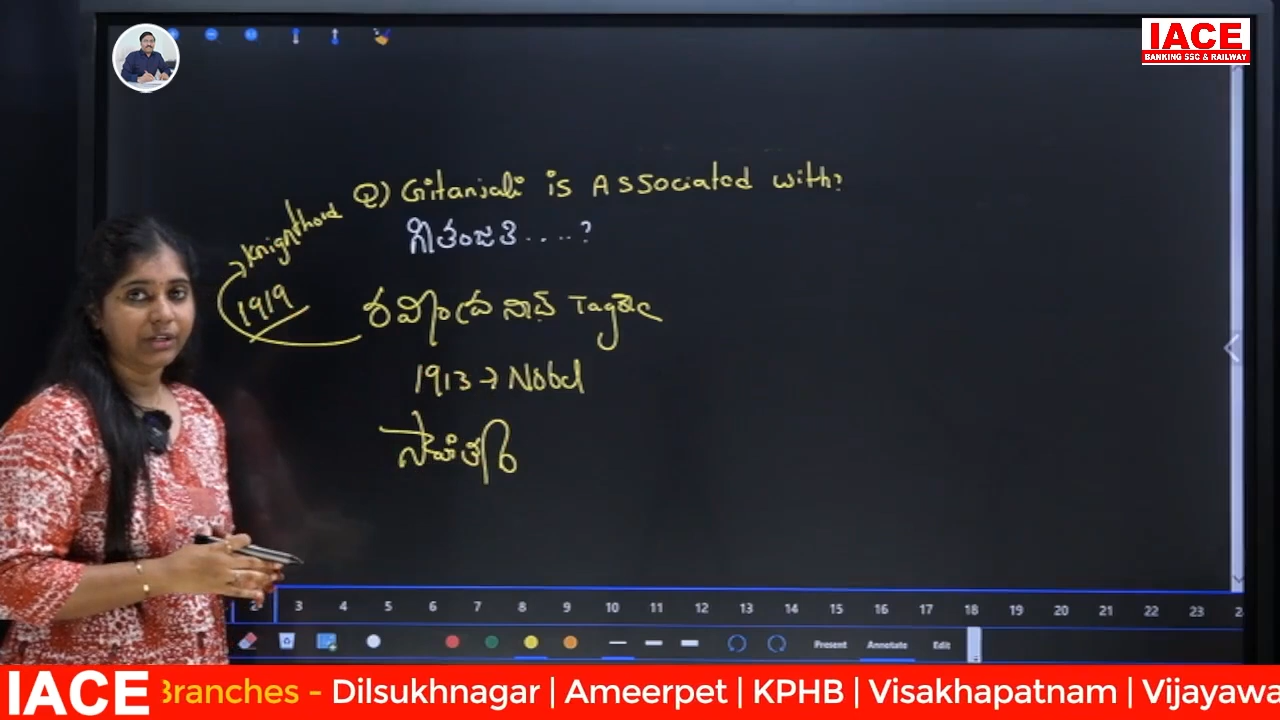 IACE
BANKING SSC & RAILWAY
Q) Gitanjali is Associated with?
గీతంజలి ....?
Knighthood
1919
రవీంద్ర నాథ్ Tagore
1913 → Nobel
సాహిత్య
2 3 4 5 6 7 8 9 10 11 12 13 14 15 16 17 18 19 20 21 22 23
Present Annotate Edit
IACE Branches - Dilsukhnagar | Ameerpet | KPHB | Visakhapatnam | Vijayawa